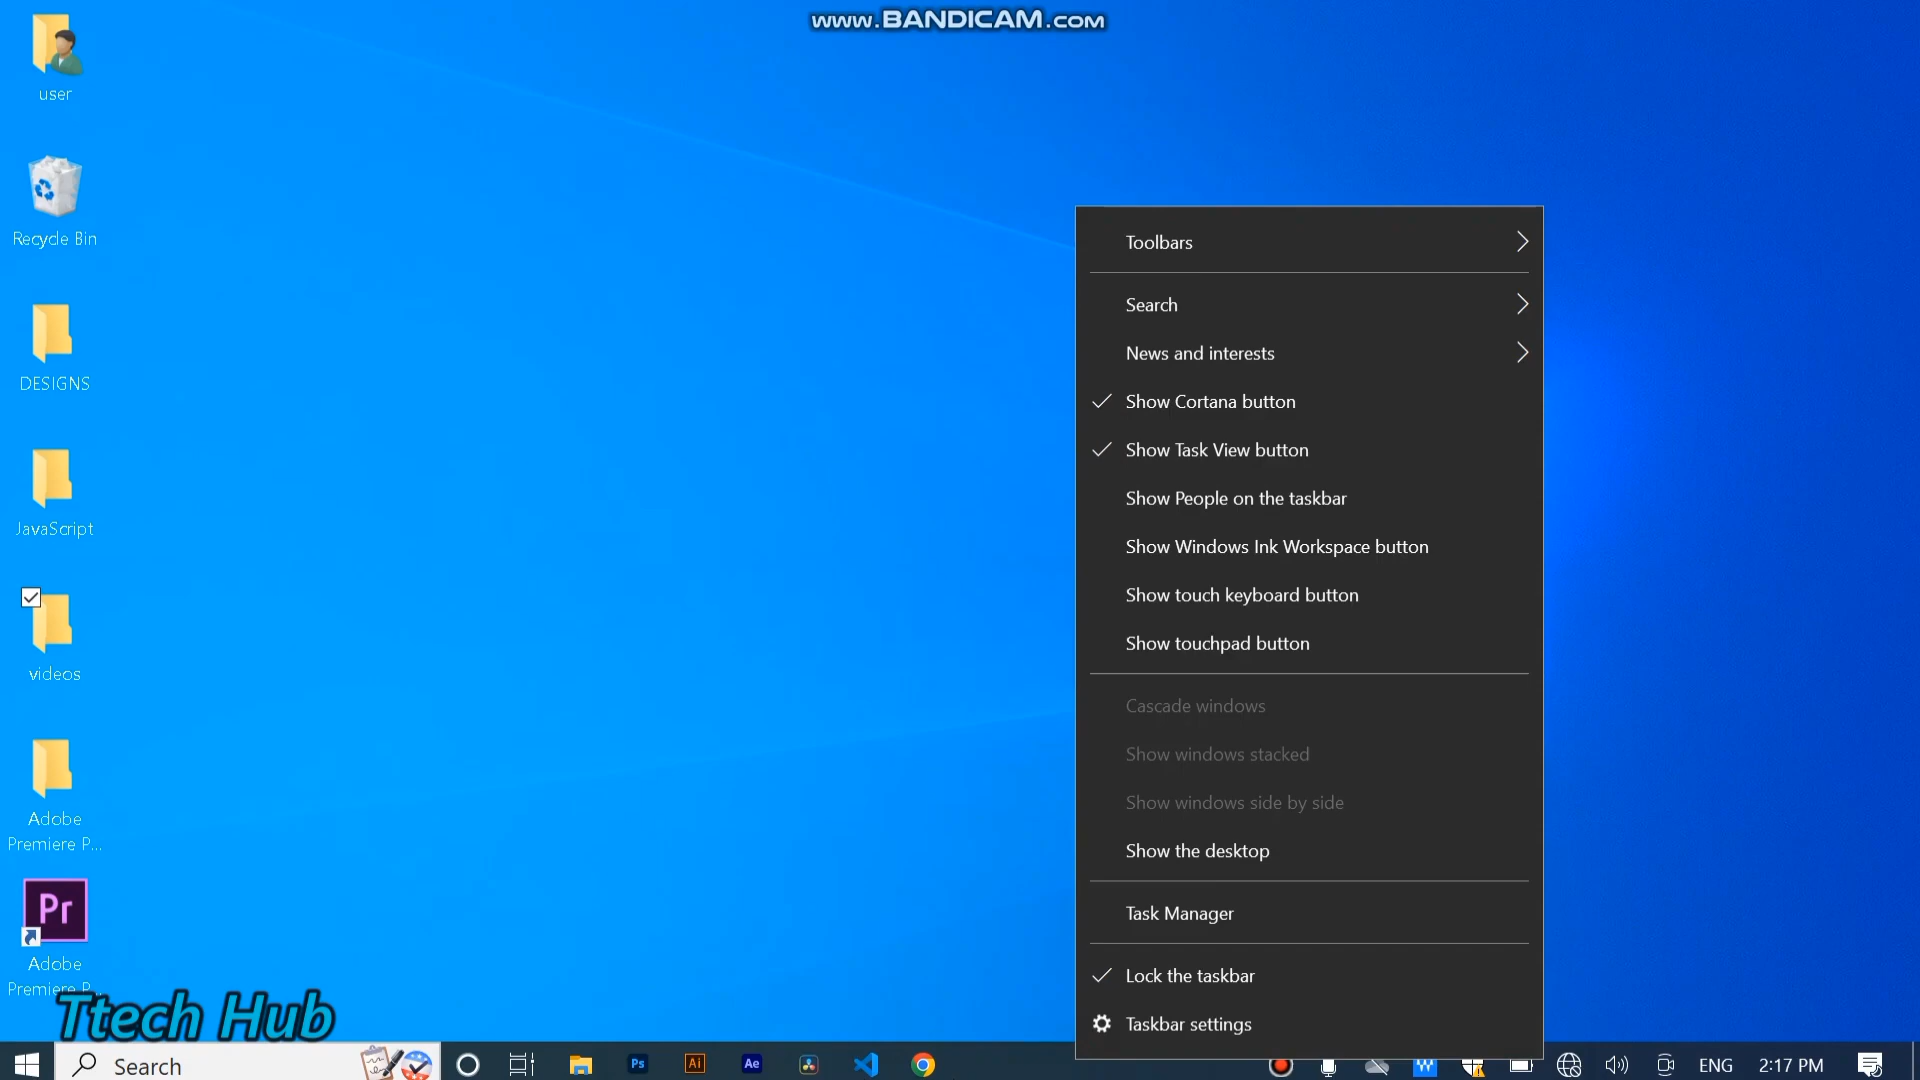 www.BANDICAM.com
user
Recycle Bin
DESIGNS
JavaScript
videos
Adobe
Premiere P...
Pr
Adobe
Premiere P...
Ttech Hub
Toolbars
Search
News and interests
Show Cortana button
Show Task View button
Show People on the taskbar
Show Windows Ink Workspace button
Show touch keyboard button
Show touchpad button
Cascade windows
Show windows stacked
Show windows side by side
Show the desktop
Task Manager
Lock the taskbar
Taskbar settings
Search
Ps
Ai
Ae
W
ENG
2:17 PM